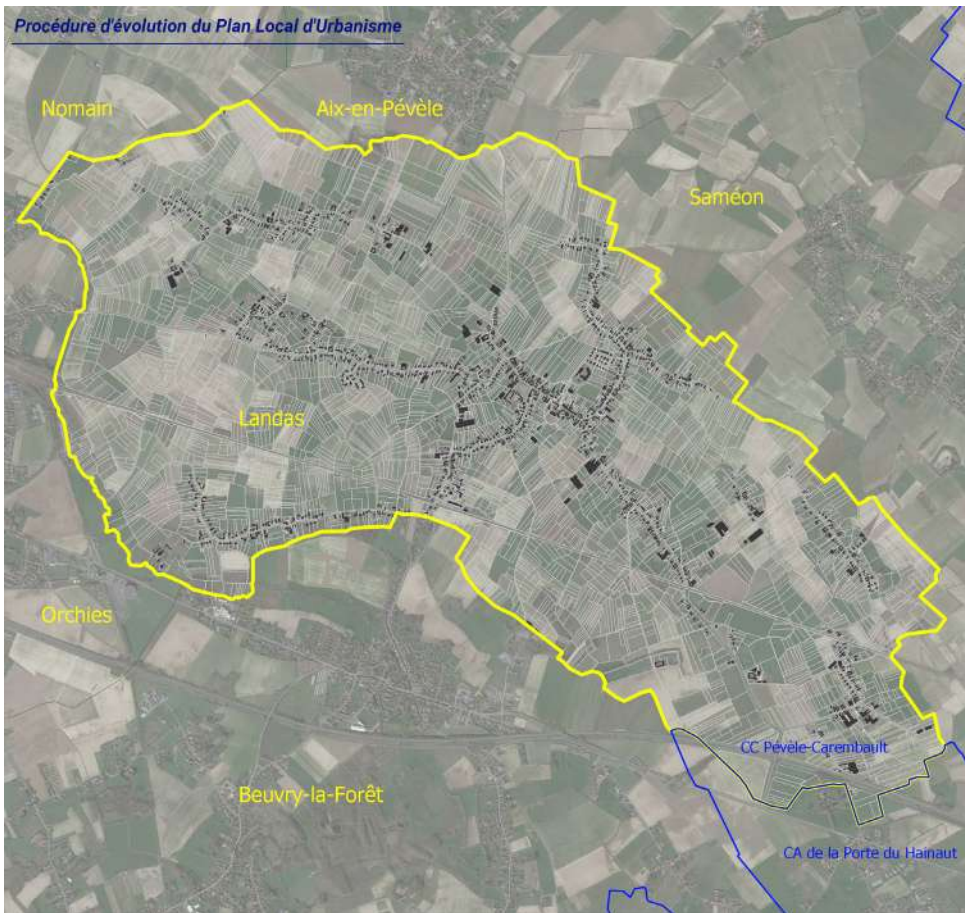 Procédure d'évolution du Plan Local d'Urbanisme
Nomain
Aix-en-Pévèle
Saméon
Landas
Orchies
CC Pévèle-Carembault
Beuvry-la-Forêt
CA de la Porte du Hainaut